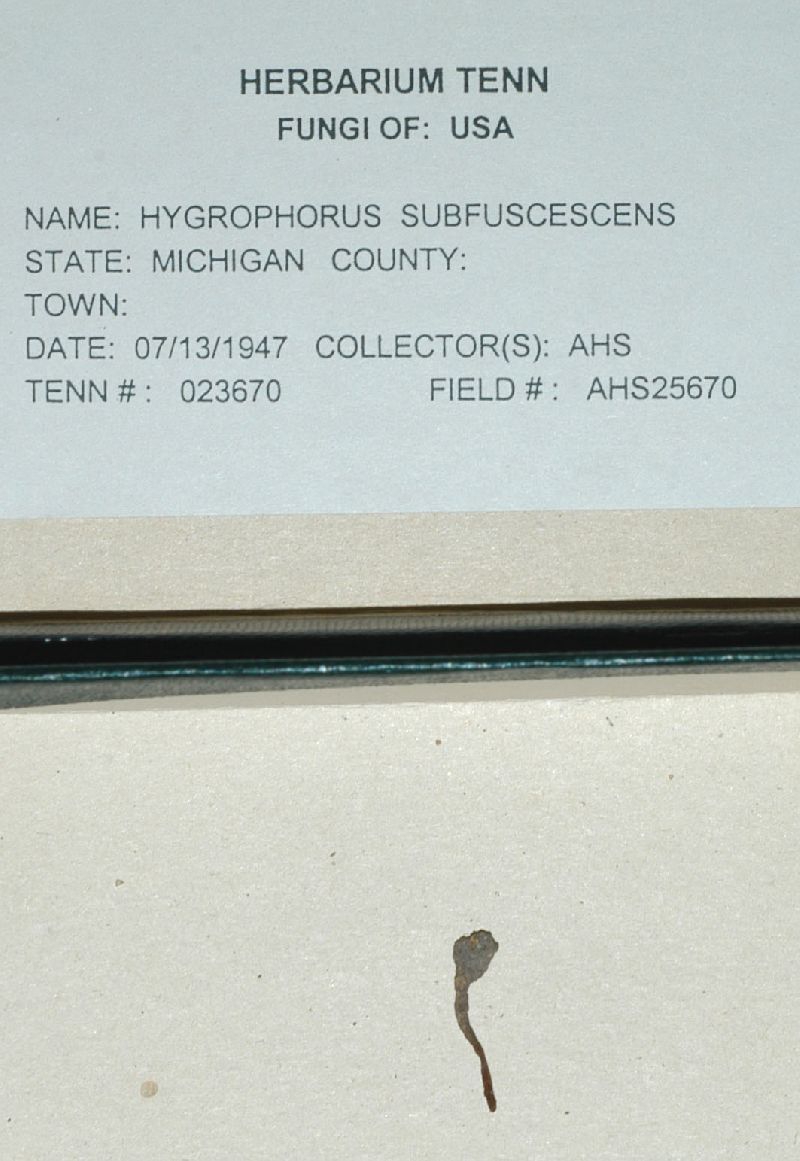 HERBARIUM TENN
FUNGI OF: USA
NAME: HYGROPHORUS SUBFUSCESCENS
STATE: MICHIGAN COUNTY:
TOWN:
DATE: 07/13/1947 COLLECTOR(S): AHS
TENN # : 023670 FIELD # : AHS25670